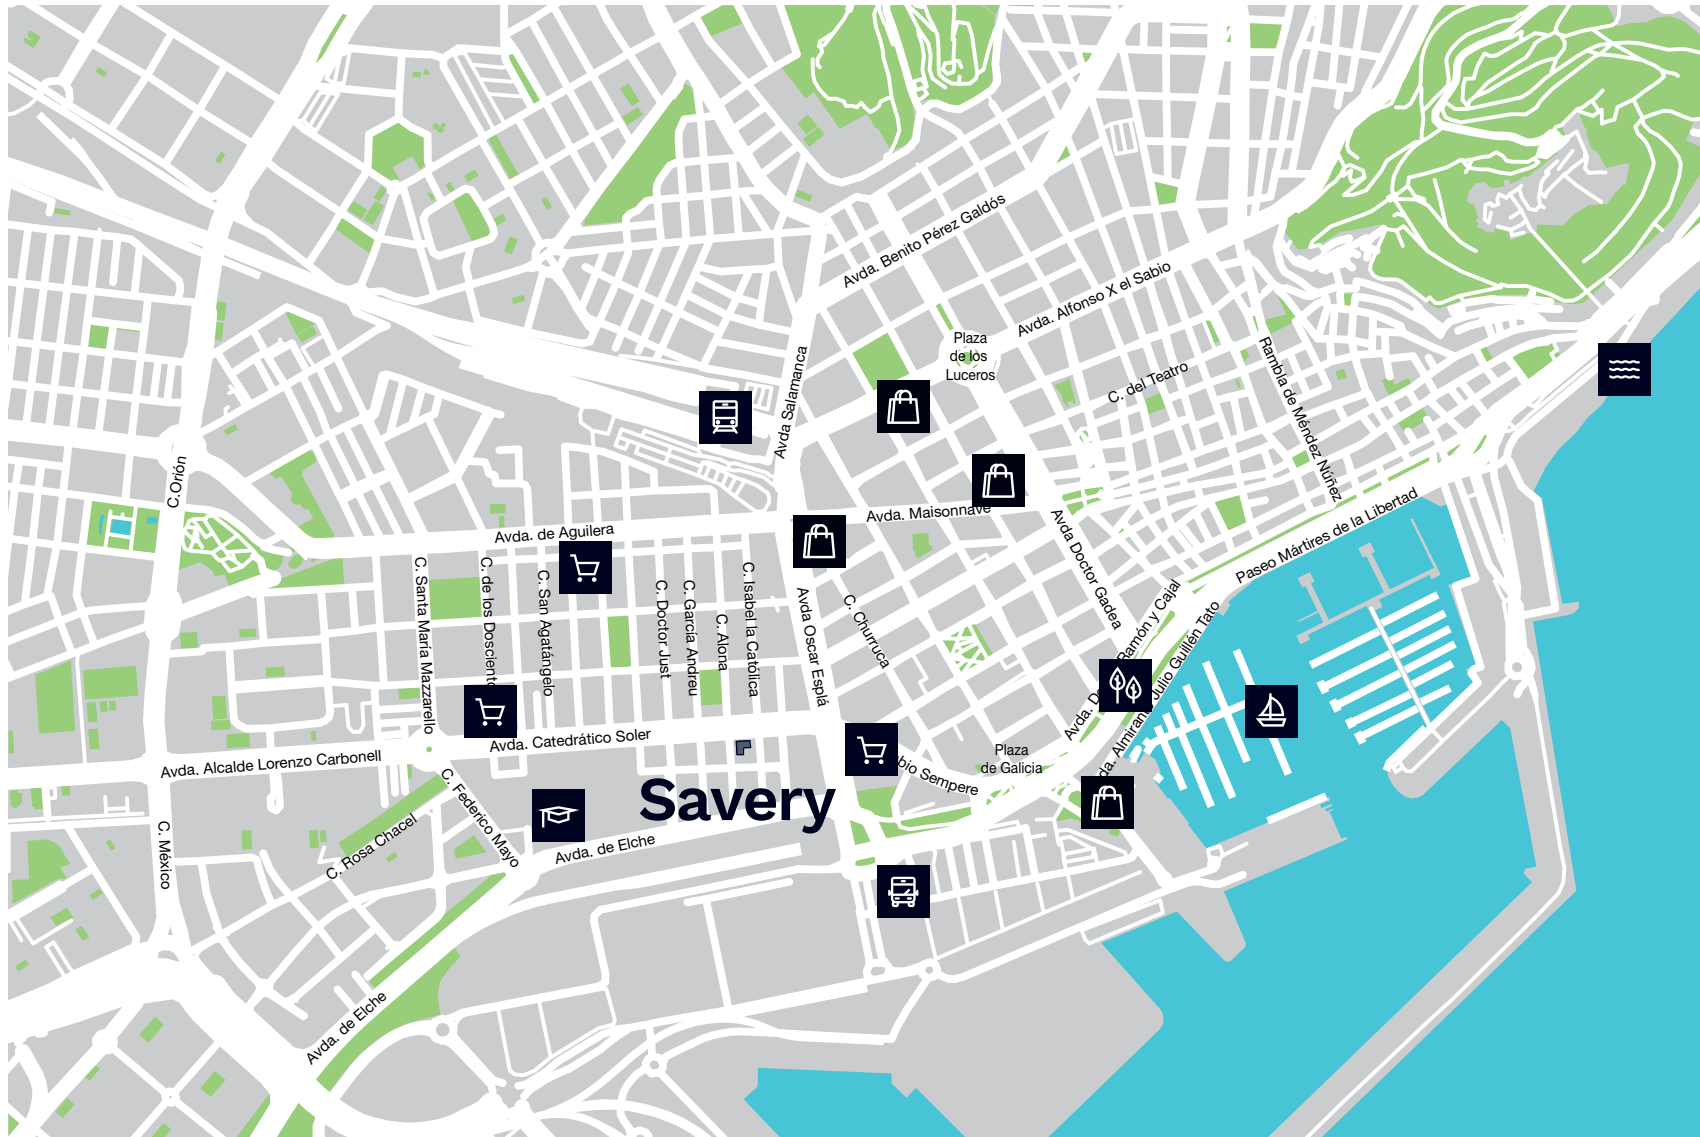 Avda. Benito Pérez Galdós
Avda. Alfonso X el Sabio
Plaza
de los
Luceros
Rambla de Méndez Núñez
Avda Salamanca
C. del Teatro
C.Orión
Avda. Maisonnave
Avda. de Aguilera
Paseo Mártires de la Libertad
Avda Doctor Gadea
C. Santa María Mazzarello
C. de los
C. San Agatángelo
C. Doctor Just
C. García Andreu
C. Alona
C. Isabel la Católica
Avda Oscar Esplá
C. Churruca
Avda.
Ramón y Cajal
Julio Guillén Tato
Avda. Catedrático Soler
Avda. Alcalde Lorenzo Carbonell
Sempere
Plaza
de Galicia
C. Federico Mayo
Savery
C. México
C. Rosa Chacel
Avda. de Elche
Avda. de Elche